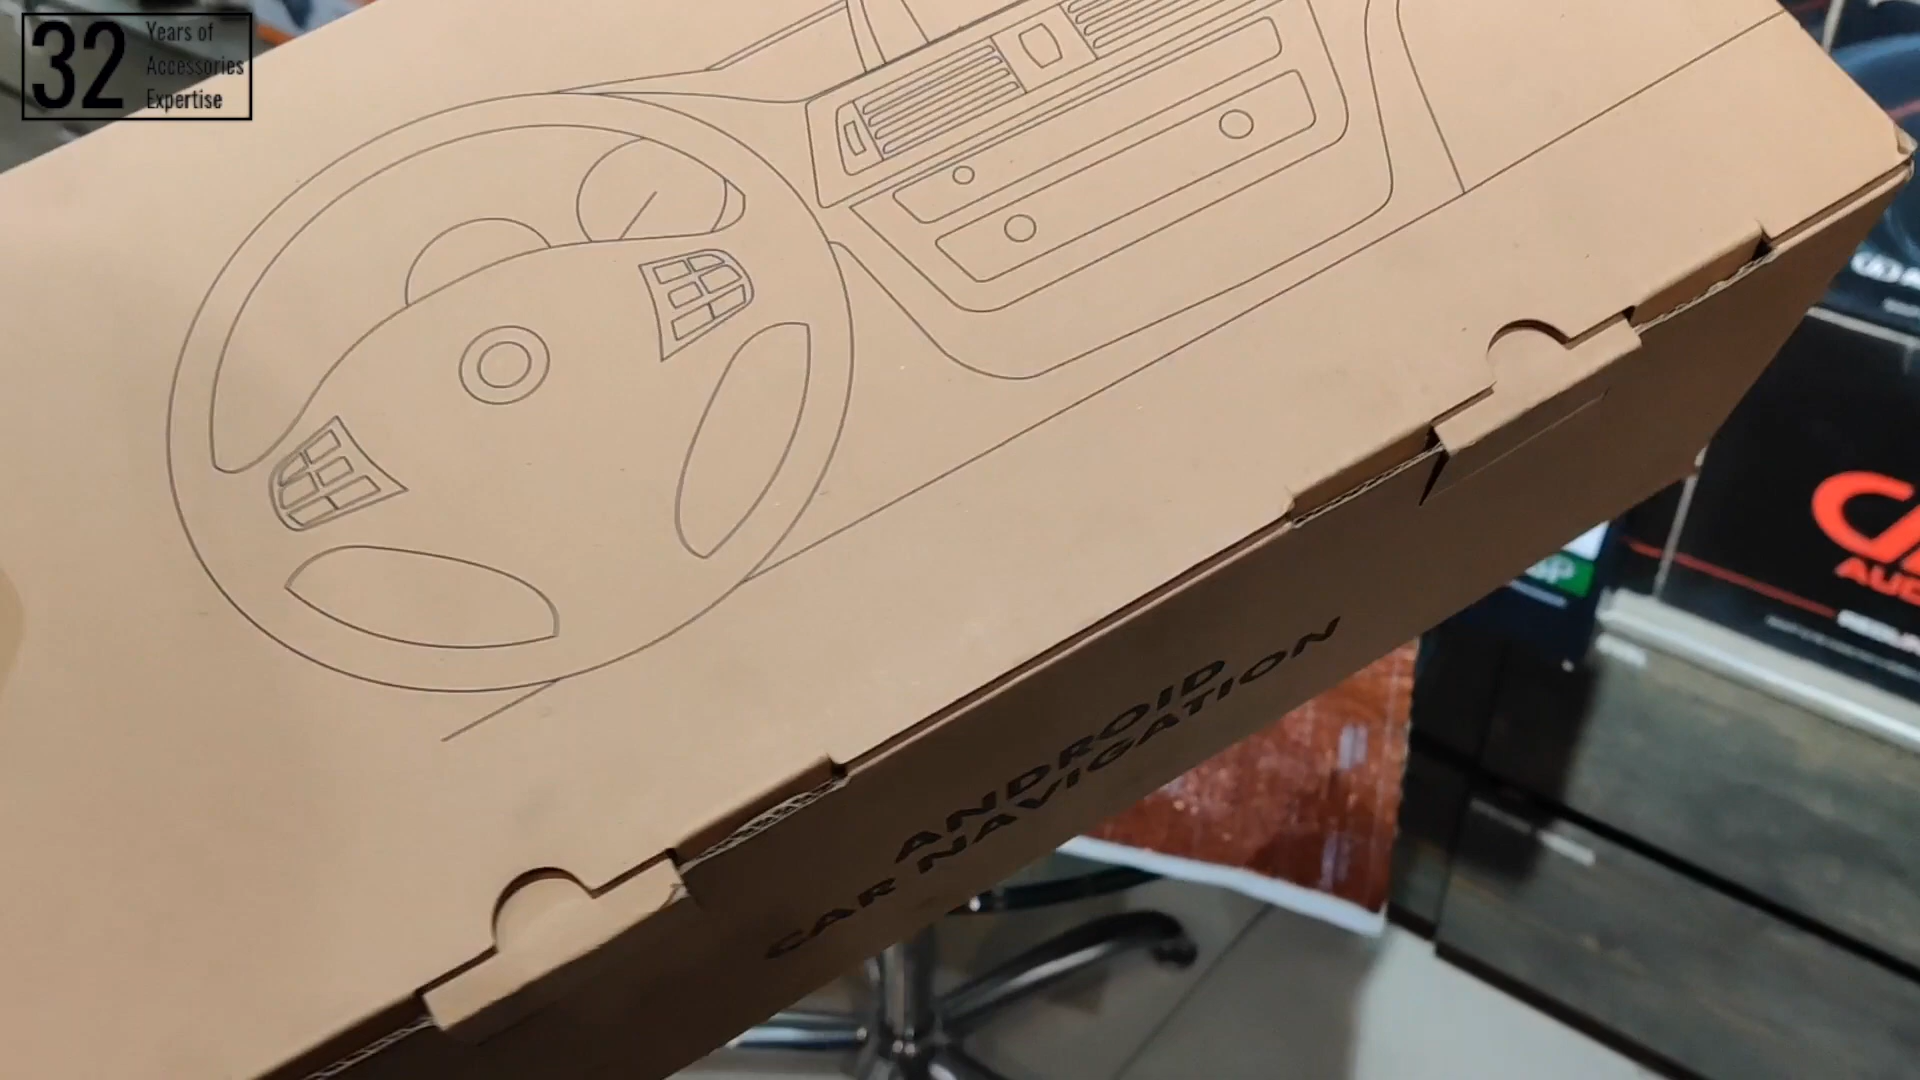 32
Years of
Accessories
Expertise
ANDROID
CAR NAVIGATION